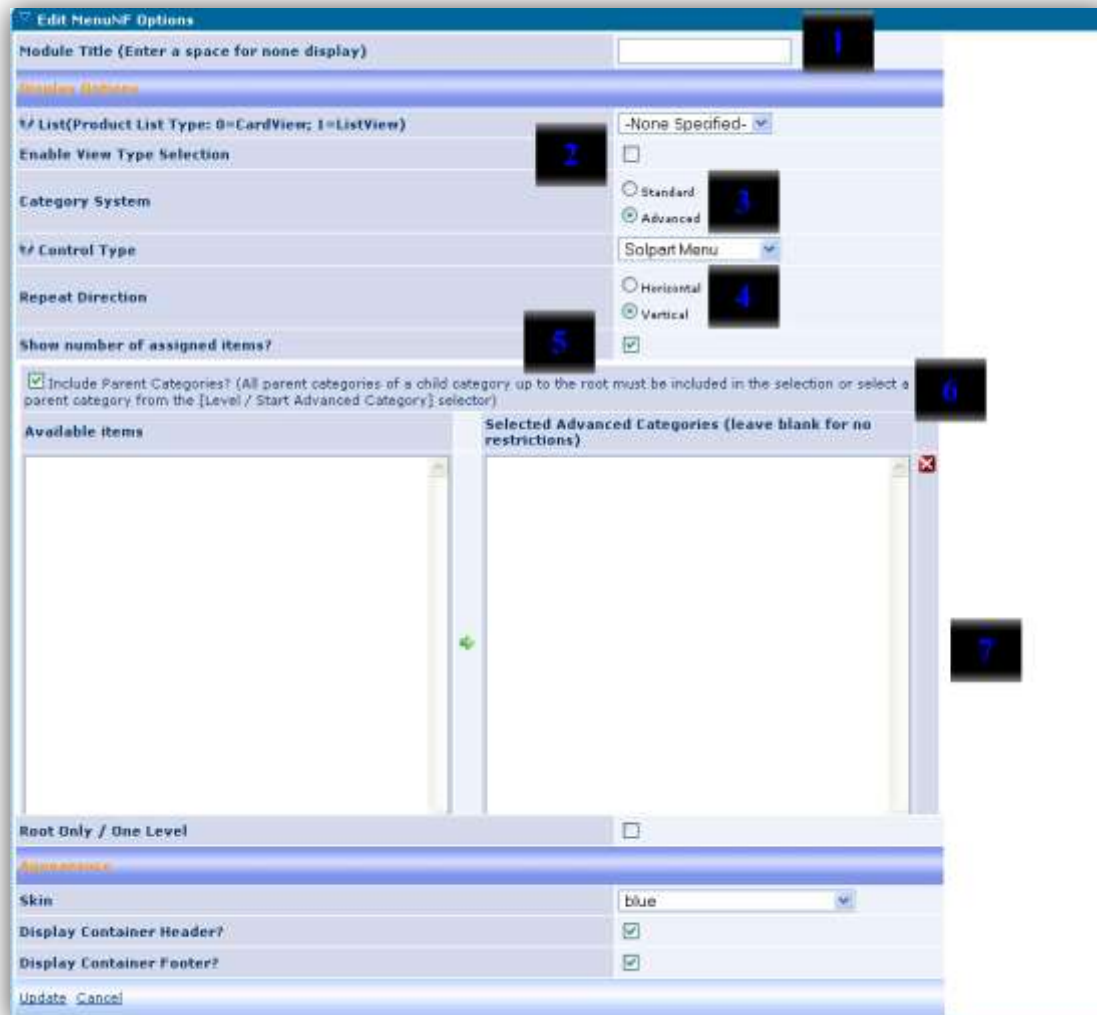 Edit MenuNF Options
1
Module Title (Enter a space for none display)
Display Options
List(Product List Type: 0=CardView; 1=ListView)
-None Specified-
2
Enable View Type Selection
Category System
Standard
Advanced
3
Control Type
Solpart Menu
Repeat Direction
Horizontal
Vertical
4
5
Show number of assigned items?
Include Parent Categories? (All parent categories of a child category up to the root must be included in the selection or select a
parent category from the [Level / Start Advanced Category] selector)
6
Available items
Selected Advanced Categories (leave blank for no
restrictions)
7
Root Only / One Level
Appearance
Skin
blue
Display Container Header?
Display Container Footer?
Update Cancel